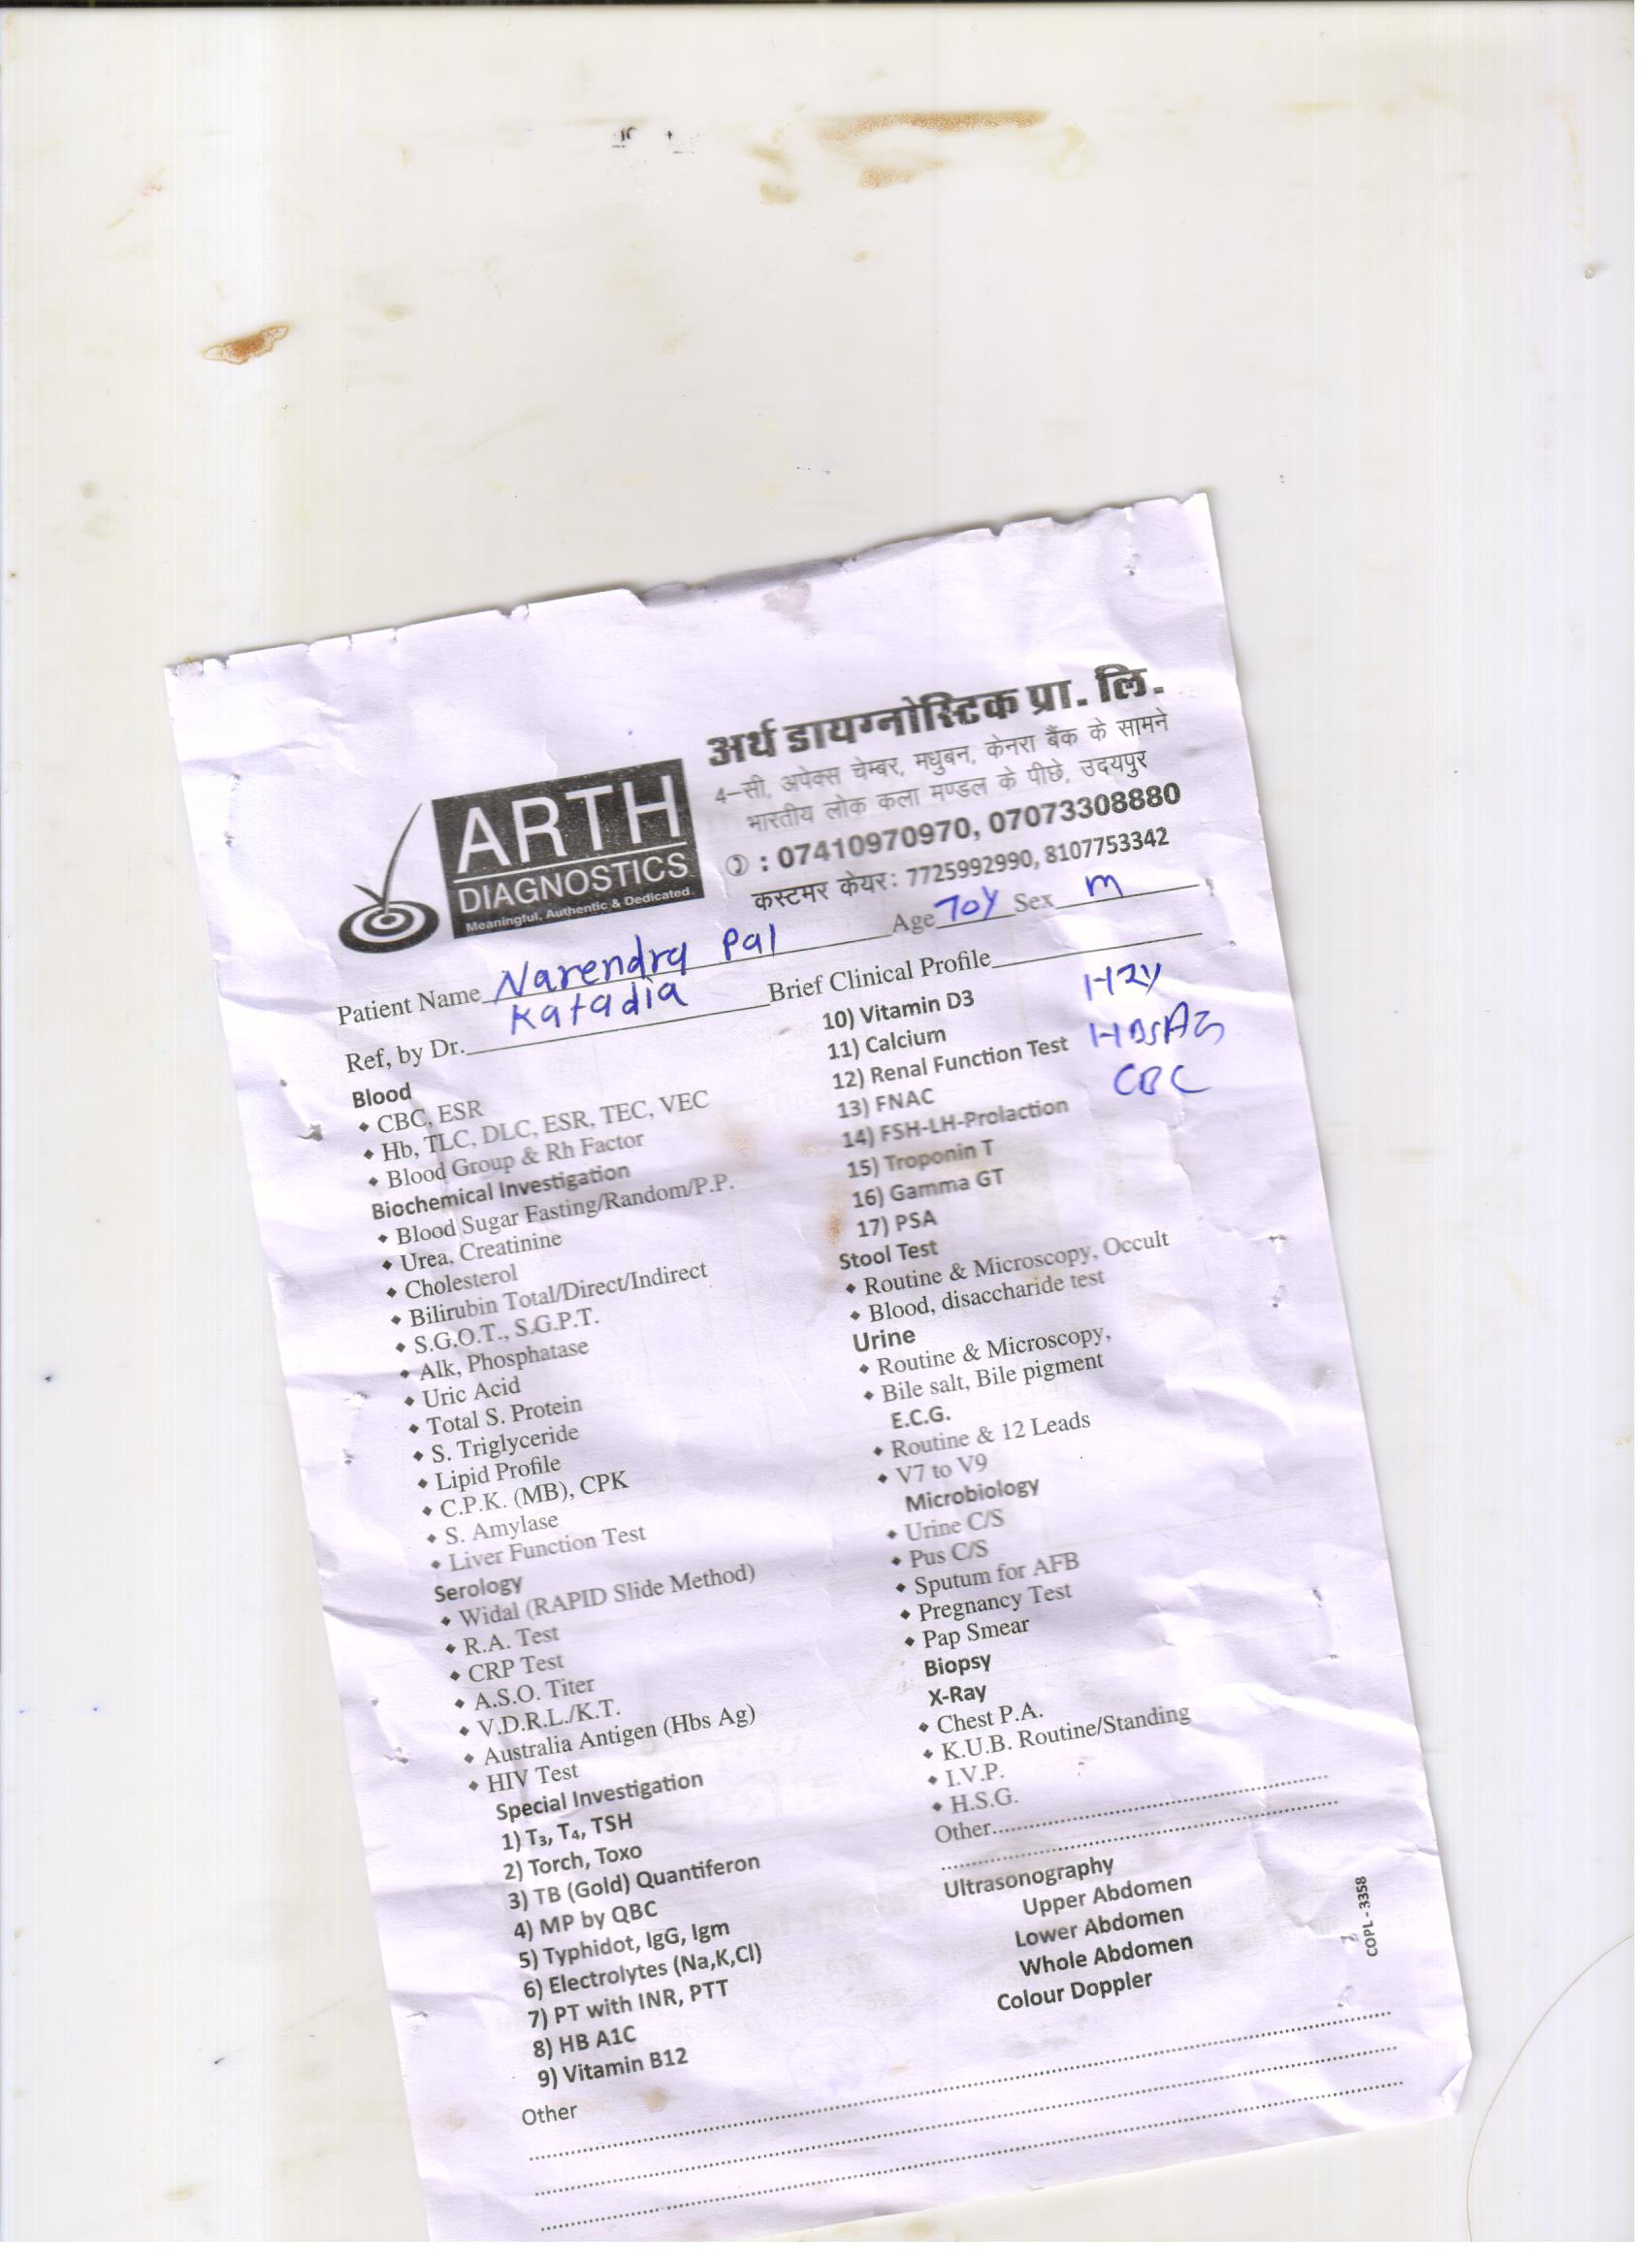 अर्थ डायग्नोस्टिक प्रा. लि.
4–सी, अपेक्स चेम्बर, मधुबन, केनरा बैंक के सामने
भारतीय लोक कला मण्डल के पीछे, उदयपुर
: 07410970970, 07073308880
कस्टमर केयर: 7725992990, 8107753342
ARTH
DIAGNOSTICS
Meaningful, Authentic & Dedicated.
Patient Name Narendra Pal Age 70Y Sex M
Katadia
Ref, by Dr. Brief Clinical Profile
Blood
CBC, ESR
Hb, TLC, DLC, ESR, TEC, VEC
Blood Group & Rh Factor
Biochemical Investigation
Blood Sugar Fasting/Random/P.P.
Urea, Creatinine
Cholesterol
Bilirubin Total/Direct/Indirect
S.G.O.T., S.G.P.T.
Alk, Phosphatase
Uric Acid
Total S. Protein
S. Triglyceride
Lipid Profile
C.P.K. (MB), CPK
S. Amylase
Liver Function Test
Serology
Widal (RAPID Slide Method)
R.A. Test
CRP Test
A.S.O. Titer
V.D.R.L./K.T.
Australia Antigen (Hbs Ag)
HIV Test
Special Investigation
1) T3, T4, TSH
2) Torch, Toxo
3) TB (Gold) Quantiferon
4) MP by QBC
5) Typhidot, IgG, Igm
6) Electrolytes (Na,K,Cl)
7) PT with INR, PTT
8) HB A1C
9) Vitamin B12
Other
10) Vitamin D3
11) Calcium
12) Renal Function Test
13) FNAC
14) FSH-LH-Prolaction
15) Troponin T
16) Gamma GT
17) PSA
HBsAg
CBC
Stool Test
Routine & Microscopy, Occult
Blood, disaccharide test
Urine
Routine & Microscopy,
Bile salt, Bile pigment
E.C.G.
Routine & 12 Leads
V7 to V9
Microbiology
Urine C/S
Pus C/S
Sputum for AFB
Pregnancy Test
Pap Smear
Biopsy
X-Ray
Chest P.A.
K.U.B. Routine/Standing
I.V.P.
H.S.G.
Other
Ultrasonography
Upper Abdomen
Lower Abdomen
Whole Abdomen
Colour Doppler
COPL - 3358